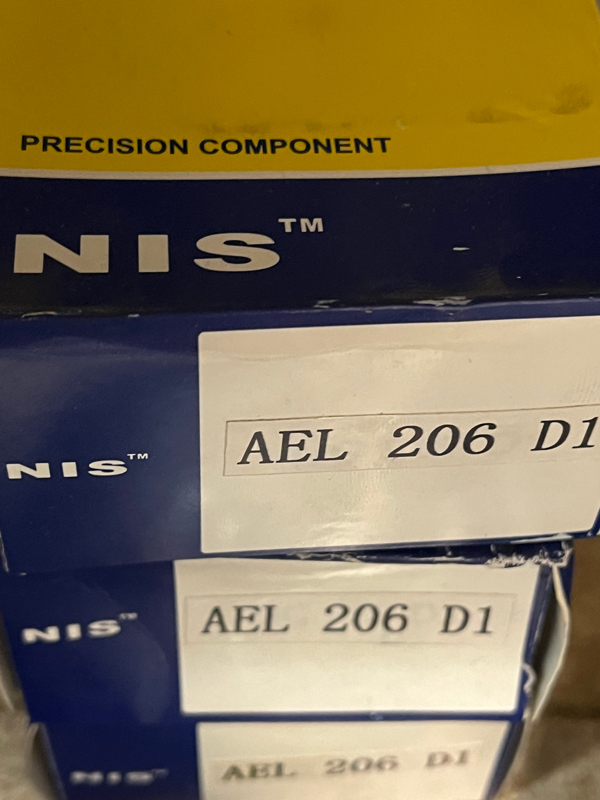 PRECISION COMPONENT
NIS™
NIS™ AEL 206 D1
NIS™ AEL 206 D1
NIS™ AEL 206 D1